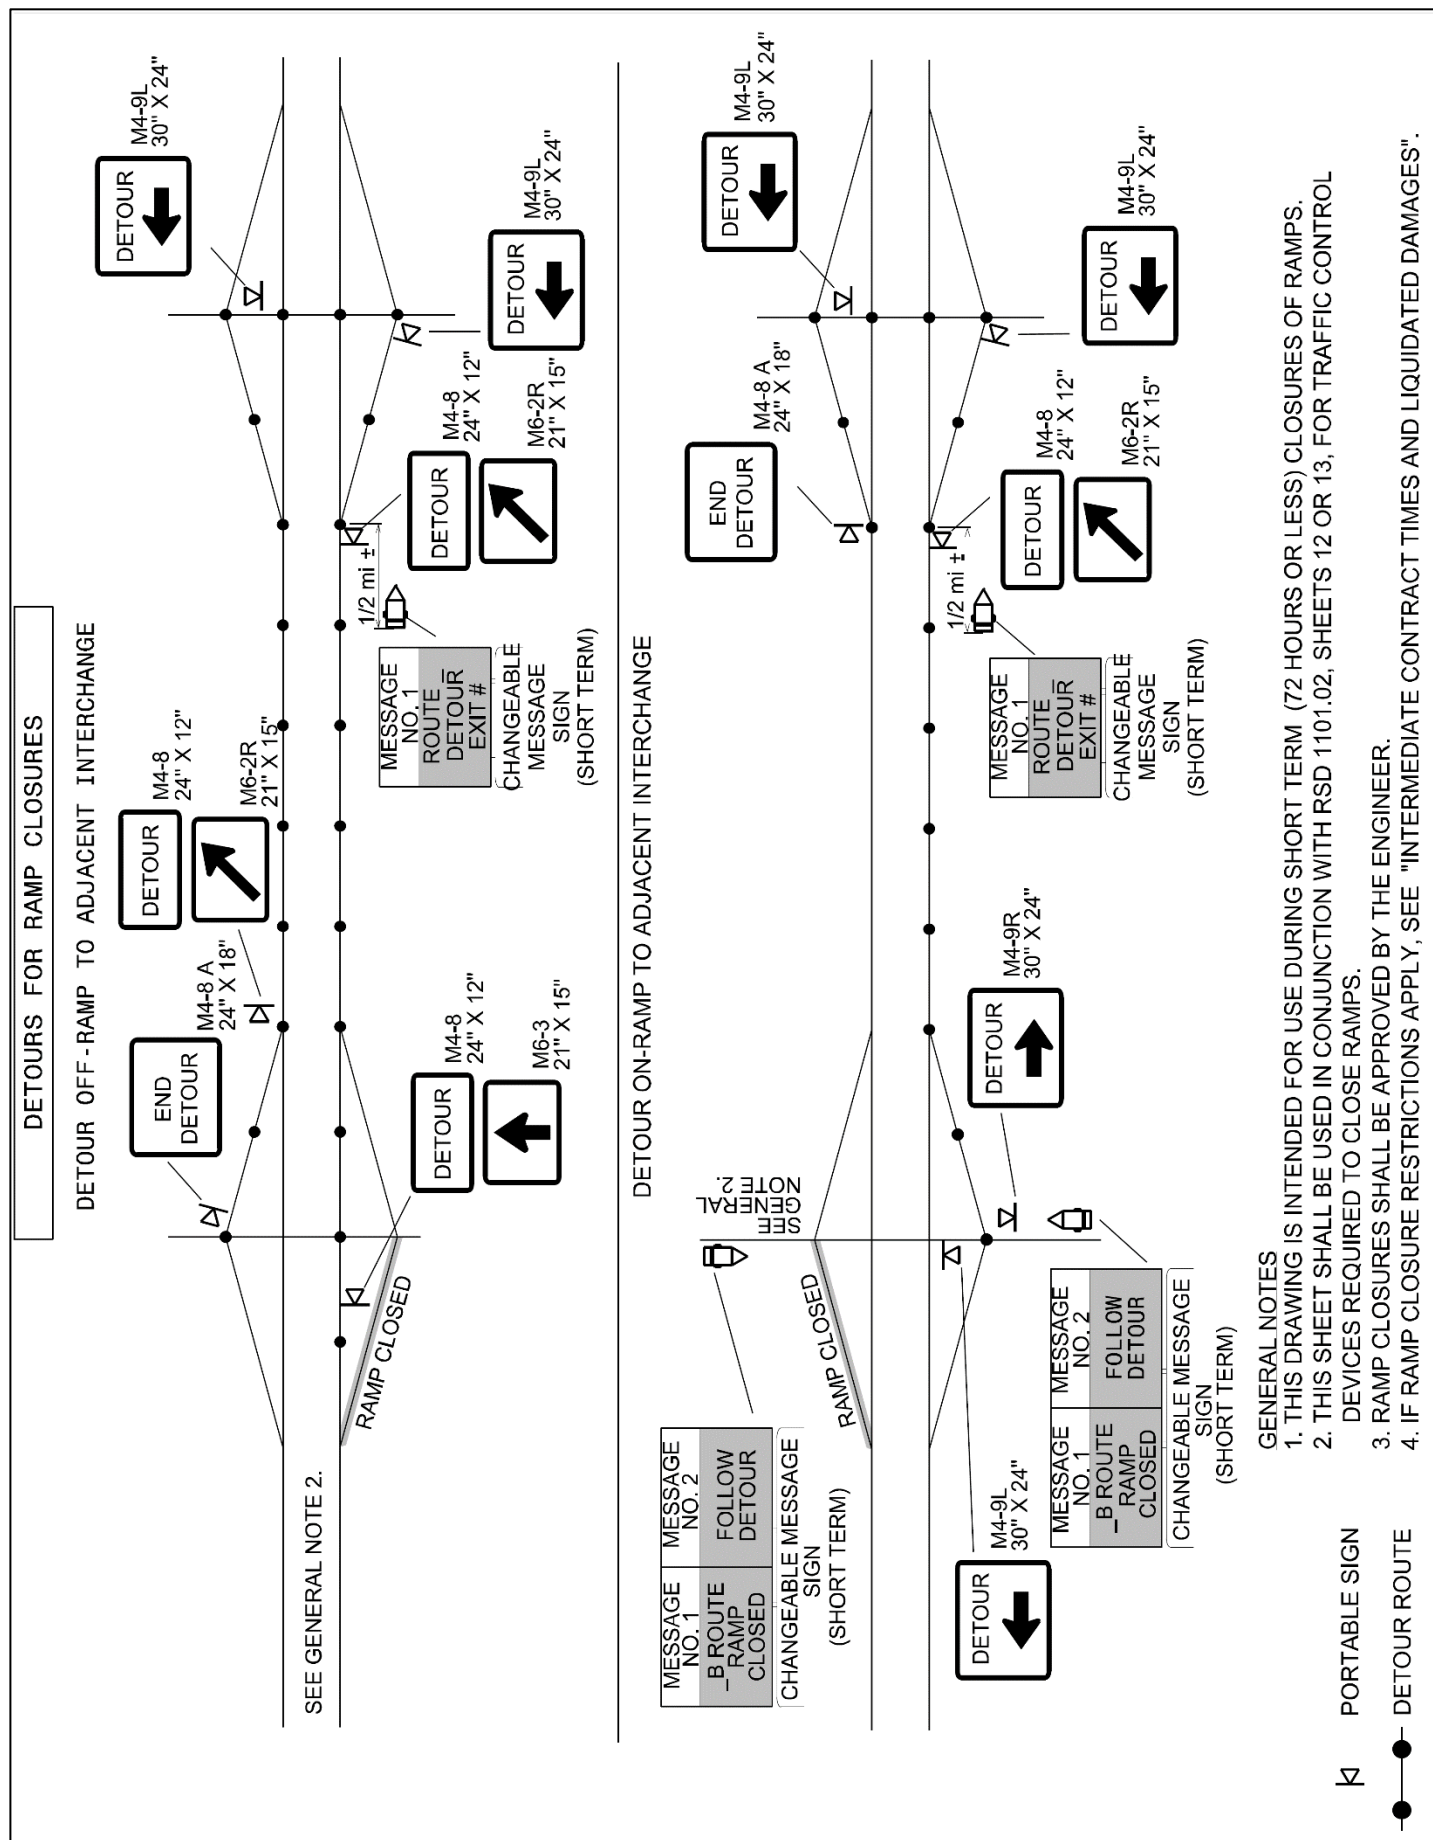 DETOURS FOR RAMP CLOSURES
DETOUR OFF-RAMP TO ADJACENT INTERCHANGE
M4-9L
30" X 24"
DETOUR
M4-8
24" X 12"
M6-2R
21" X 15"
DETOUR
M4-8 A
24" X 18"
END
DETOUR
SEE GENERAL NOTE 2.
RAMP CLOSED
M4-8
24" X 12"
DETOUR
M6-3
21" X 15"
1/2 mi ±
MESSAGE
NO. 1
ROUTE
DETOUR_
EXIT #
CHANGEABLE
MESSAGE
SIGN
(SHORT TERM)
M4-8
24" X 12"
DETOUR
M6-2R
21" X 15"
M4-9L
30" X 24"
DETOUR
DETOUR ON-RAMP TO ADJACENT INTERCHANGE
MESSAGE
NO. 1
MESSAGE
NO. 2
_B ROUTE
RAMP
CLOSED
FOLLOW
DETOUR
CHANGEABLE MESSAGE
SIGN
(SHORT TERM)
SEE
GENERAL
NOTE 2.
RAMP CLOSED
END
DETOUR
M4-8 A
24" X 18"
DETOUR
M4-9L
30" X 24"
M4-9L
30" X 24"
DETOUR
MESSAGE
NO. 1
MESSAGE
NO. 2
_B ROUTE
RAMP
CLOSED
FOLLOW
DETOUR
CHANGEABLE MESSAGE
SIGN
(SHORT TERM)
M4-9R
30" X 24"
DETOUR
1/2 mi ±
MESSAGE
NO. 1
ROUTE
DETOUR_
EXIT #
CHANGEABLE
MESSAGE
SIGN
(SHORT TERM)
M4-8
24" X 12"
DETOUR
M6-2R
21" X 15"
M4-9L
30" X 24"
DETOUR
GENERAL NOTES
1. THIS DRAWING IS INTENDED FOR USE DURING SHORT TERM (72 HOURS OR LESS) CLOSURES OF RAMPS.
2. THIS SHEET SHALL BE USED IN CONJUNCTION WITH RSD 1101.02, SHEETS 12 OR 13, FOR TRAFFIC CONTROL
DEVICES REQUIRED TO CLOSE RAMPS.
3. RAMP CLOSURES SHALL BE APPROVED BY THE ENGINEER.
4. IF RAMP CLOSURE RESTRICTIONS APPLY, SEE "INTERMEDIATE CONTRACT TIMES AND LIQUIDATED DAMAGES".
PORTABLE SIGN
DETOUR ROUTE